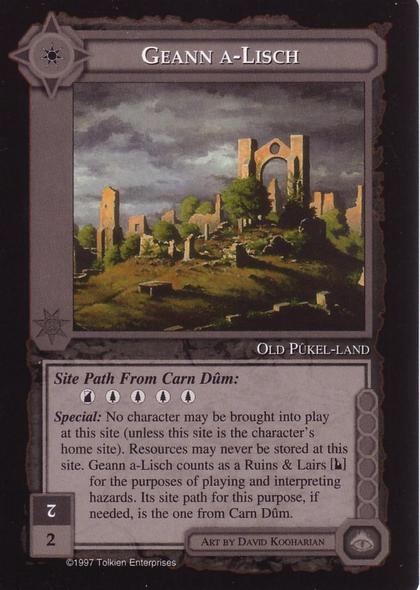 Geann a-Lisch
Old Pûkel-land
Site Path From Carn Dûm:
Special: No character may be brought into play
at this site (unless this site is the character's
home site). Resources may never be stored at this
site. Geann a-Lisch counts as a Ruins & Lairs [ ]
for the purposes of playing and interpreting
hazards. Its site path for this purpose, if
needed, is the one from Carn Dûm.
2
2
Art by David Kooharian
©1997 Tolkien Enterprises